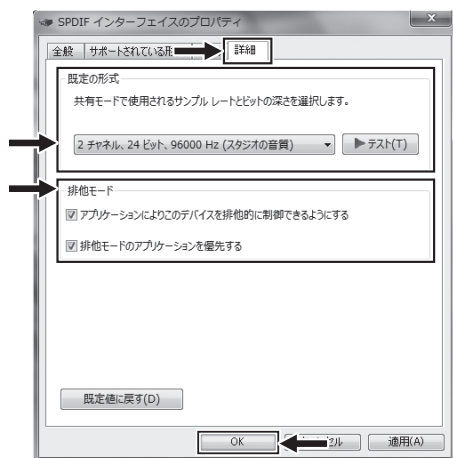 SPDIF インターフェイスのプロパティ
全般 サポートされている形 詳細
既定の形式
共有モードで使用されるサンプル レートとビットの深さを選択します。
2 チャネル、24 ビット、96000 Hz (スタジオの音質) テスト(T)
排他モード
アプリケーションによりこのデバイスを排他的に制御できるようにする
排他モードのアプリケーションを優先する
既定値に戻す(D)
OK セル 適用(A)